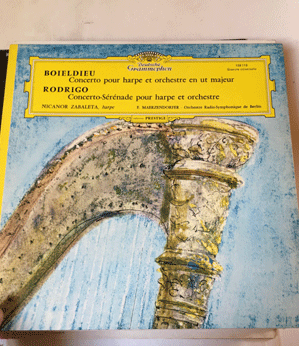 Deutsche
Grammophon
BOIELDIEU
Concerto pour harpe et orchestre en ut majeur
RODRIGO
Concerto-Sérénade pour harpe et orchestre
NICANOR ZABALETA, harpe
E. MÄRZENDORFER - Orchestre Radio-Symphonique de Berlin
PRESTIGE